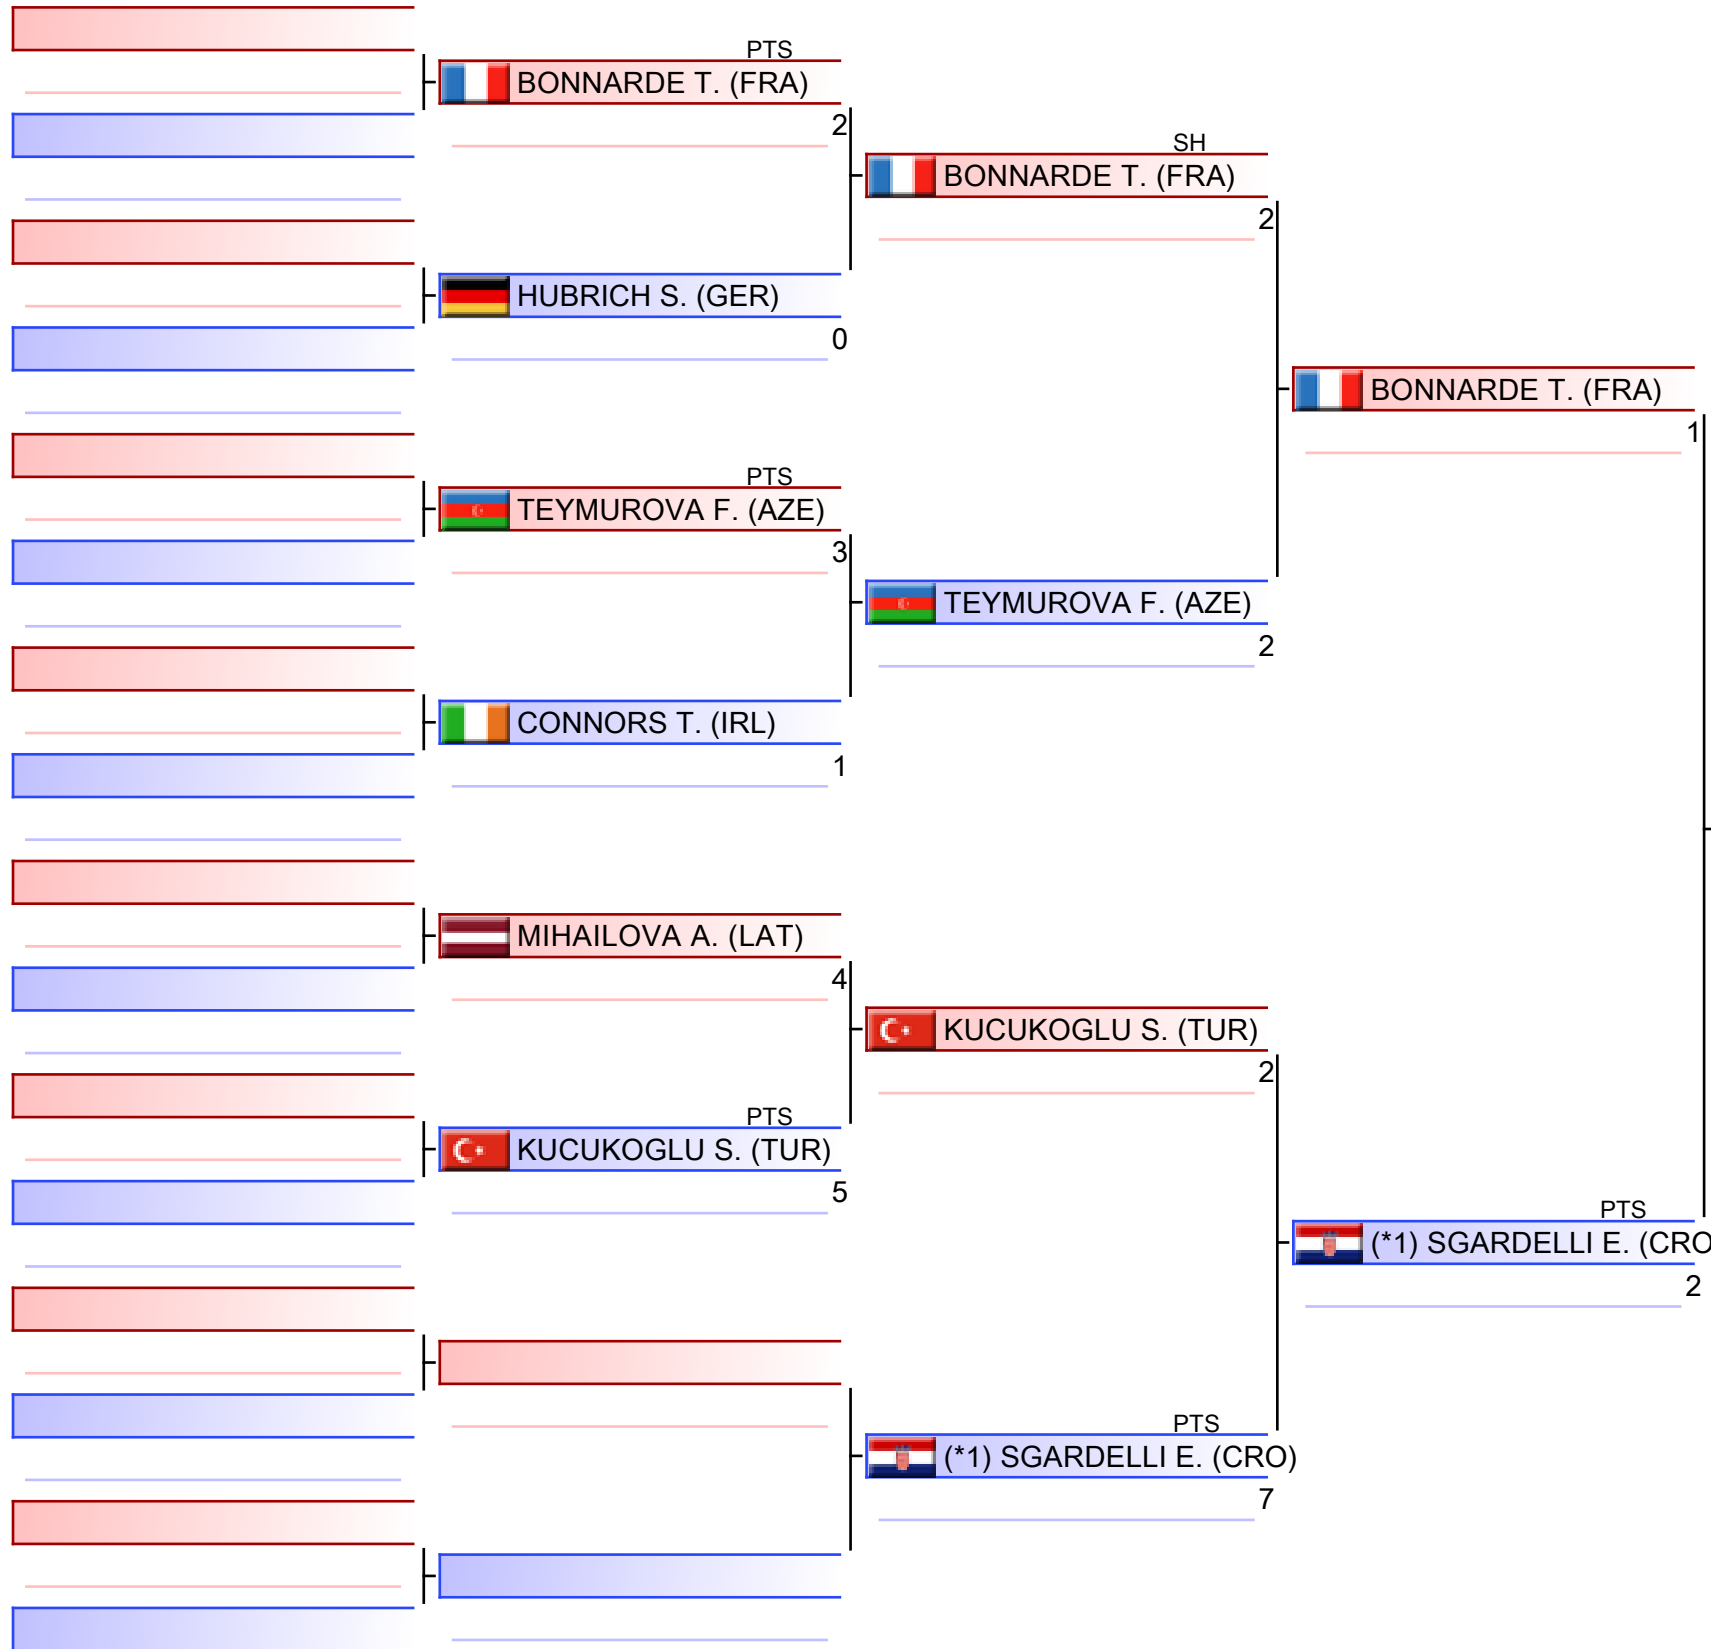 PTS
BONNARDE T. (FRA)
2
SH
BONNARDE T. (FRA)
2
HUBRICH S. (GER)
0
BONNARDE T. (FRA)
1
PTS
TEYMUROVA F. (AZE)
3
TEYMUROVA F. (AZE)
2
CONNORS T. (IRL)
1
MIHAILOVA A. (LAT)
4
KUCUKOGLU S. (TUR)
2
PTS
KUCUKOGLU S. (TUR)
5
PTS
(*1) SGARDELLI E. (CRO
2
PTS
(*1) SGARDELLI E. (CRO)
7